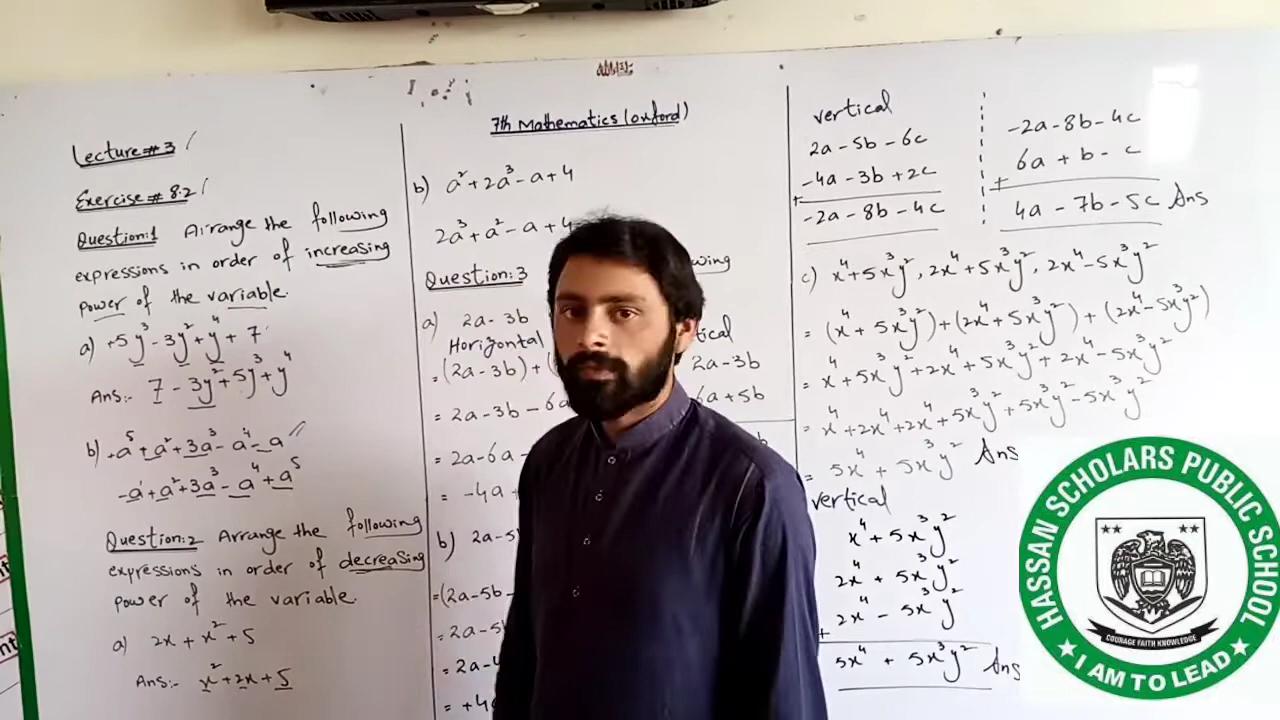 Lecture # 3
Exercise # 8.2
Question:1 Arrange the following
expressions in order of increasing
power of the variable.
a) +5y³ - 3y² + y⁴ + 7
Ans:- 7 - 3y² + 5y³ + y⁴
b) -a⁵ + a² + 3a³ - a⁴ - a
-a¹ + a² + 3a³ - a⁴ + a⁵
Question:2 Arrange the following
expressions in order of decreasing
power of the variable.
a) 2x + x² + 5
Ans:- x² + 2x + 5
7th Mathematics (oxford)
b) a² + 2a³ - a + 4
2a³ + a² - a + 4
Question:3
a) 2a - 3b
Horizontal
= (2a - 3b) + (
2a - 3b
= 2a - 3b - 6a
6a + 5b
= 2a - 6a -
= -4a +
b) 2a - 5
= (2a - 5b -
= 2a - 5
= 2a - 4
= +4
vertical
2a - 5b - 6c
-4a - 3b + 2c
+
-2a - 8b - 4c
-2a - 8b - 4c
6a + b - c
+
4a - 7b - 5c Ans
c) x⁴ + 5x³y², 2x⁴ + 5x³y², 2x⁴ - 5x³y²
= (x⁴ + 5x³y²) + (2x⁴ + 5x³y²) + (2x⁴ - 5x³y²)
= x⁴ + 5x³y² + 2x⁴ + 5x³y² + 2x⁴ - 5x³y²
= x⁴ + 2x⁴ + 2x⁴ + 5x³y² + 5x³y² - 5x³y²
= 5x⁴ + 5x³y² Ans
vertical
x⁴ + 5x³y²
2x⁴ + 5x³y²
2x⁴ - 5x³y²
+
5x⁴ + 5x³y² Ans
HASSAN SCHOLARS PUBLIC SCHOOL
COURAGE FAITH KNOWLEDGE
I AM TO LEAD